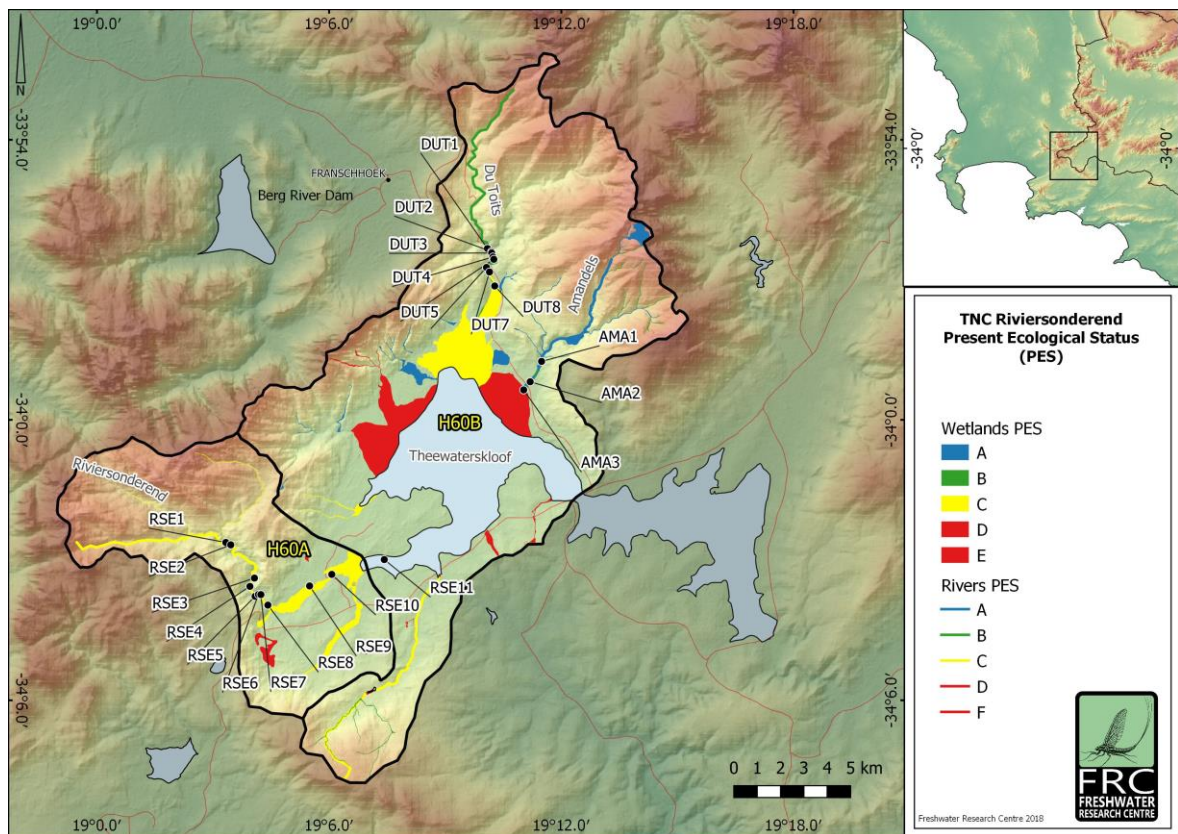 19°0.0'
19°6.0'
19°12.0'
19°18.0'
N
-33°54.0'
-33°54.0'
-34°0.0'
-34°0.0'
-34°6.0'
-34°6.0'
DUT1
FRANSCHHOEK
Berg River Dam
DUT2
Du Toits
DUT3
DUT4
DUT5
DUT7
DUT8
Amandels
AMA1
AMA2
H60B
Theewaterskloof
AMA3
Riviersonderend
RSE1
H60A
RSE2
RSE3
RSE4
RSE5
RSE6
RSE7
RSE8
RSE9
RSE10
RSE11
0 1 2 3 4 5 km
19°0.0'
19°6.0'
19°12.0'
19°18.0'
-34°0'
-34°0'
TNC Riviersonderend
Present Ecological Status
(PES)
Wetlands PES
A
B
C
D
E
Rivers PES
A
B
C
D
F
FRC
FRESHWATER
RESEARCH CENTRE
Freshwater Research Centre 2018